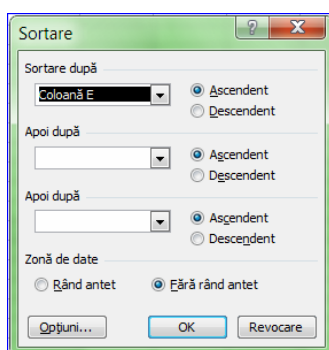 Sortare
Sortare după
Coloană E
Ascendent
Descendent
Apoi după
Ascendent
Descendent
Apoi după
Ascendent
Descendent
Zonă de date
Rând antet
Fără rând antet
Opțiuni...
OK
Revocare